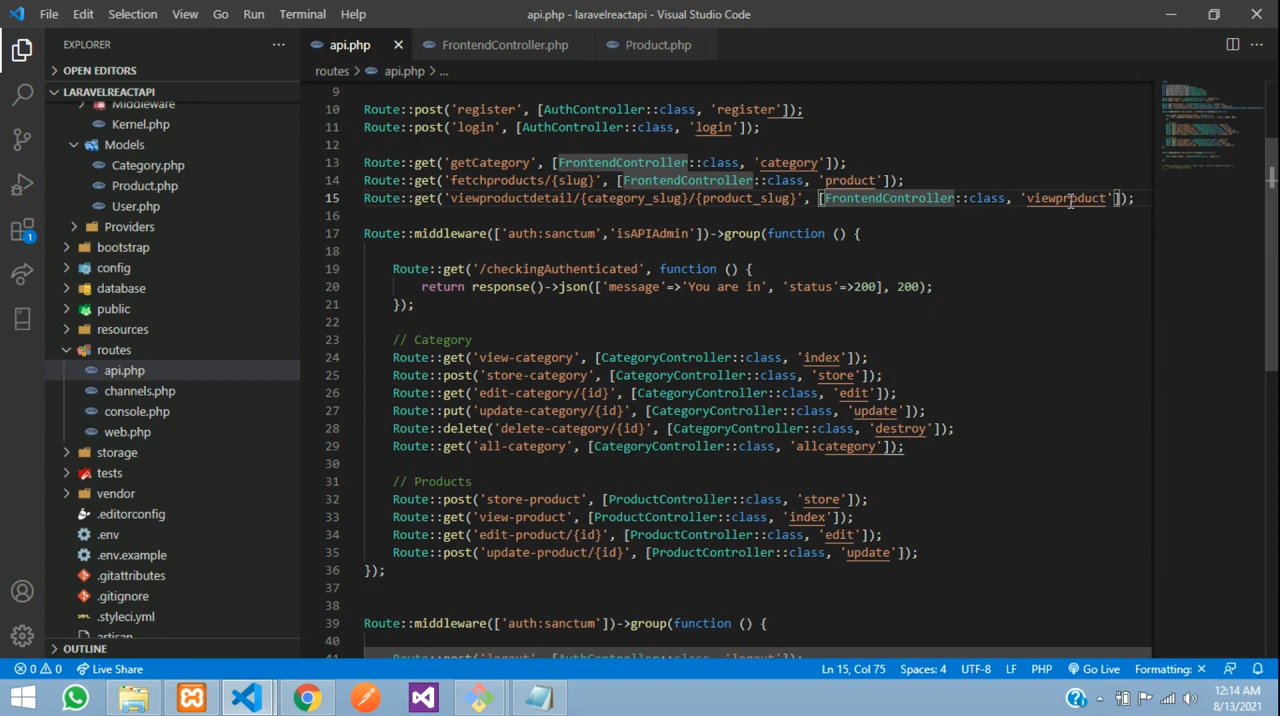 File Edit Selection View Go Run Terminal Help
api.php - laravelreactapi - Visual Studio Code
EXPLORER
OPEN EDITORS
LARAVELREACTAPI
Middleware
Kernel.php
Models
Category.php
Product.php
User.php
Providers
bootstrap
config
database
public
resources
routes
api.php
channels.php
console.php
web.php
storage
tests
vendor
.editorconfig
.env
.env.example
.gitattributes
.gitignore
.styleci.yml
artisan
OUTLINE
1
api.php FrontendController.php Product.php
routes > api.php > ...
9
10 Route::post('register', [AuthController::class, 'register']);
11 Route::post('login', [AuthController::class, 'login']);
12
13 Route::get('getCategory', [FrontendController::class, 'category']);
14 Route::get('fetchproducts/{slug}', [FrontendController::class, 'product']);
15 Route::get('viewproductdetail/{category_slug}/{product_slug}', [FrontendController::class, 'viewproduct']);
16
17 Route::middleware(['auth:sanctum','isAPIAdmin'])->group(function () {
18
19 Route::get('/checkingAuthenticated', function () {
20 return response()->json(['message'=>'You are in', 'status'=>200], 200);
21 });
22
23 // Category
24 Route::get('view-category', [CategoryController::class, 'index']);
25 Route::post('store-category', [CategoryController::class, 'store']);
26 Route::get('edit-category/{id}', [CategoryController::class, 'edit']);
27 Route::put('update-category/{id}', [CategoryController::class, 'update']);
28 Route::delete('delete-category/{id}', [CategoryController::class, 'destroy']);
29 Route::get('all-category', [CategoryController::class, 'allcategory']);
30
31 // Products
32 Route::post('store-product', [ProductController::class, 'store']);
33 Route::get('view-product', [ProductController::class, 'index']);
34 Route::get('edit-product/{id}', [ProductController::class, 'edit']);
35 Route::post('update-product/{id}', [ProductController::class, 'update']);
36 });
37
38
39 Route::middleware(['auth:sanctum'])->group(function () {
40
41 Route::post('logout', [AuthController::class, 'logout']);
0 0 Live Share Ln 15, Col 75 Spaces: 4 UTF-8 LF PHP Go Live Formatting: ×
12:14 AM
8/13/2021